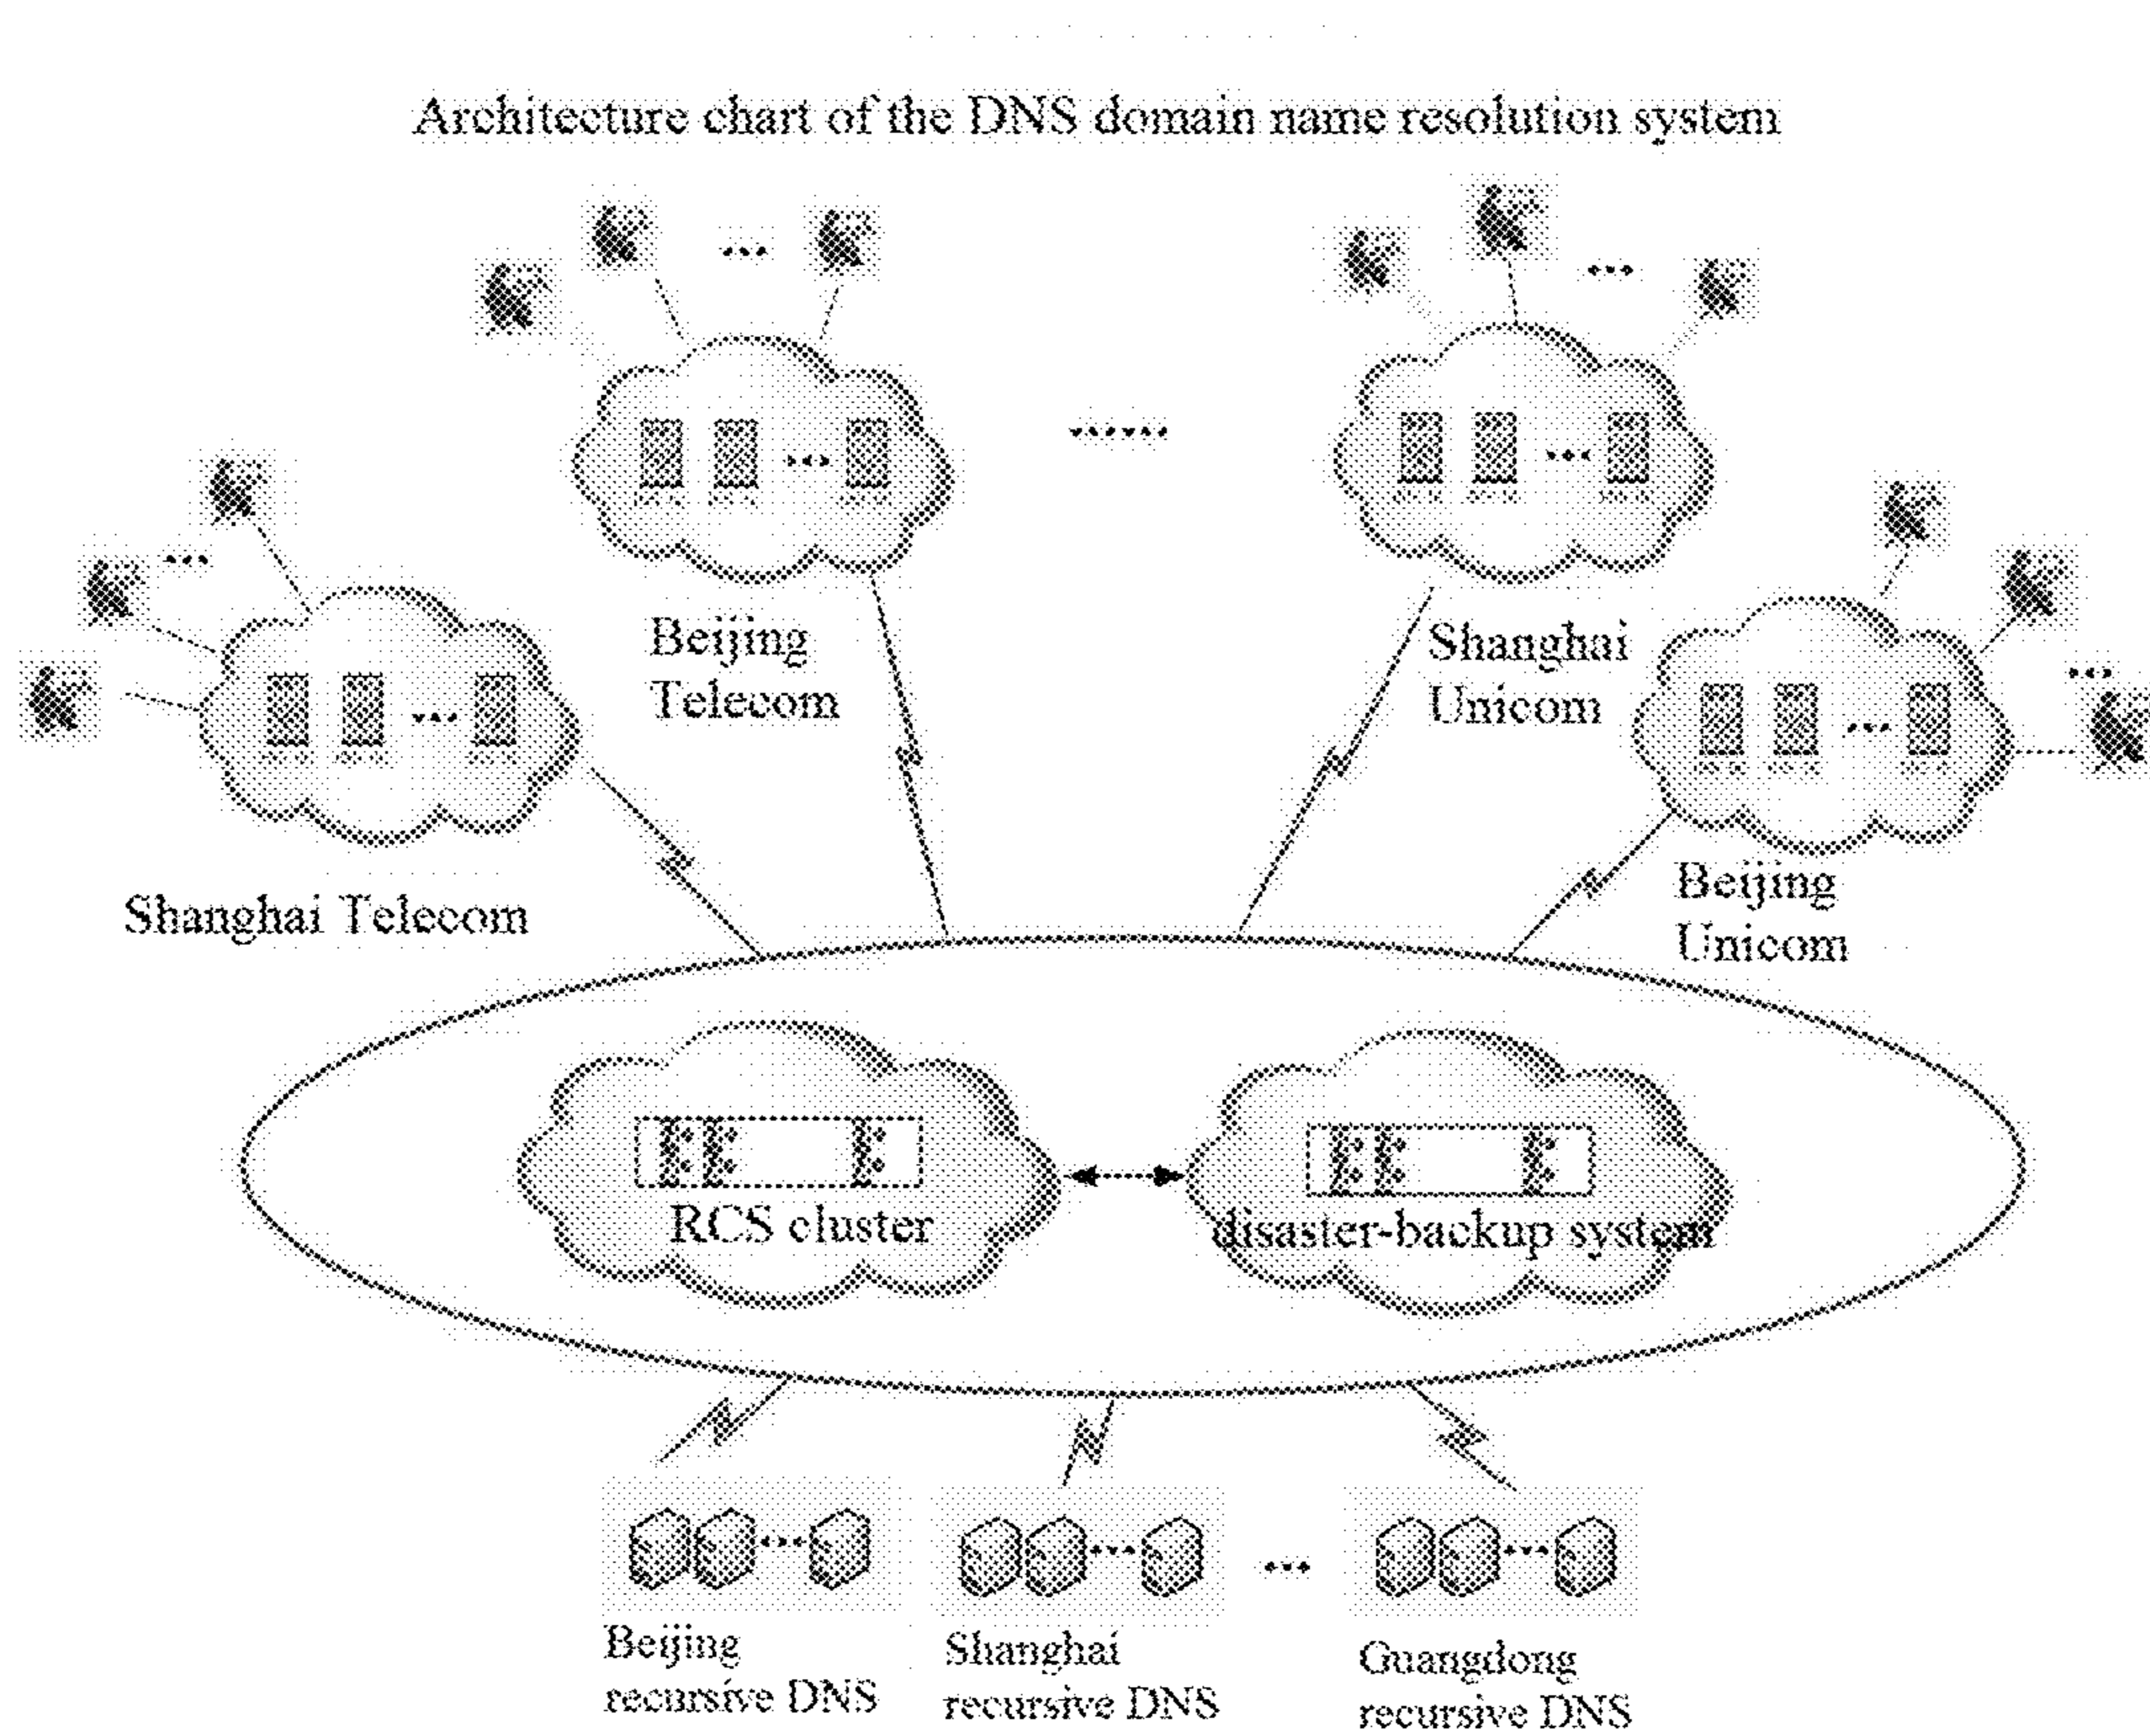 Architecture chart of the DNS domain name resolution system
Beijing
Telecom
Shanghai
Unicom
Shanghai Telecom
Beijing
Unicom
RCS cluster
disaster-backup system
Beijing
recursive DNS
Shanghai
recursive DNS
Guangdong
recursive DNS